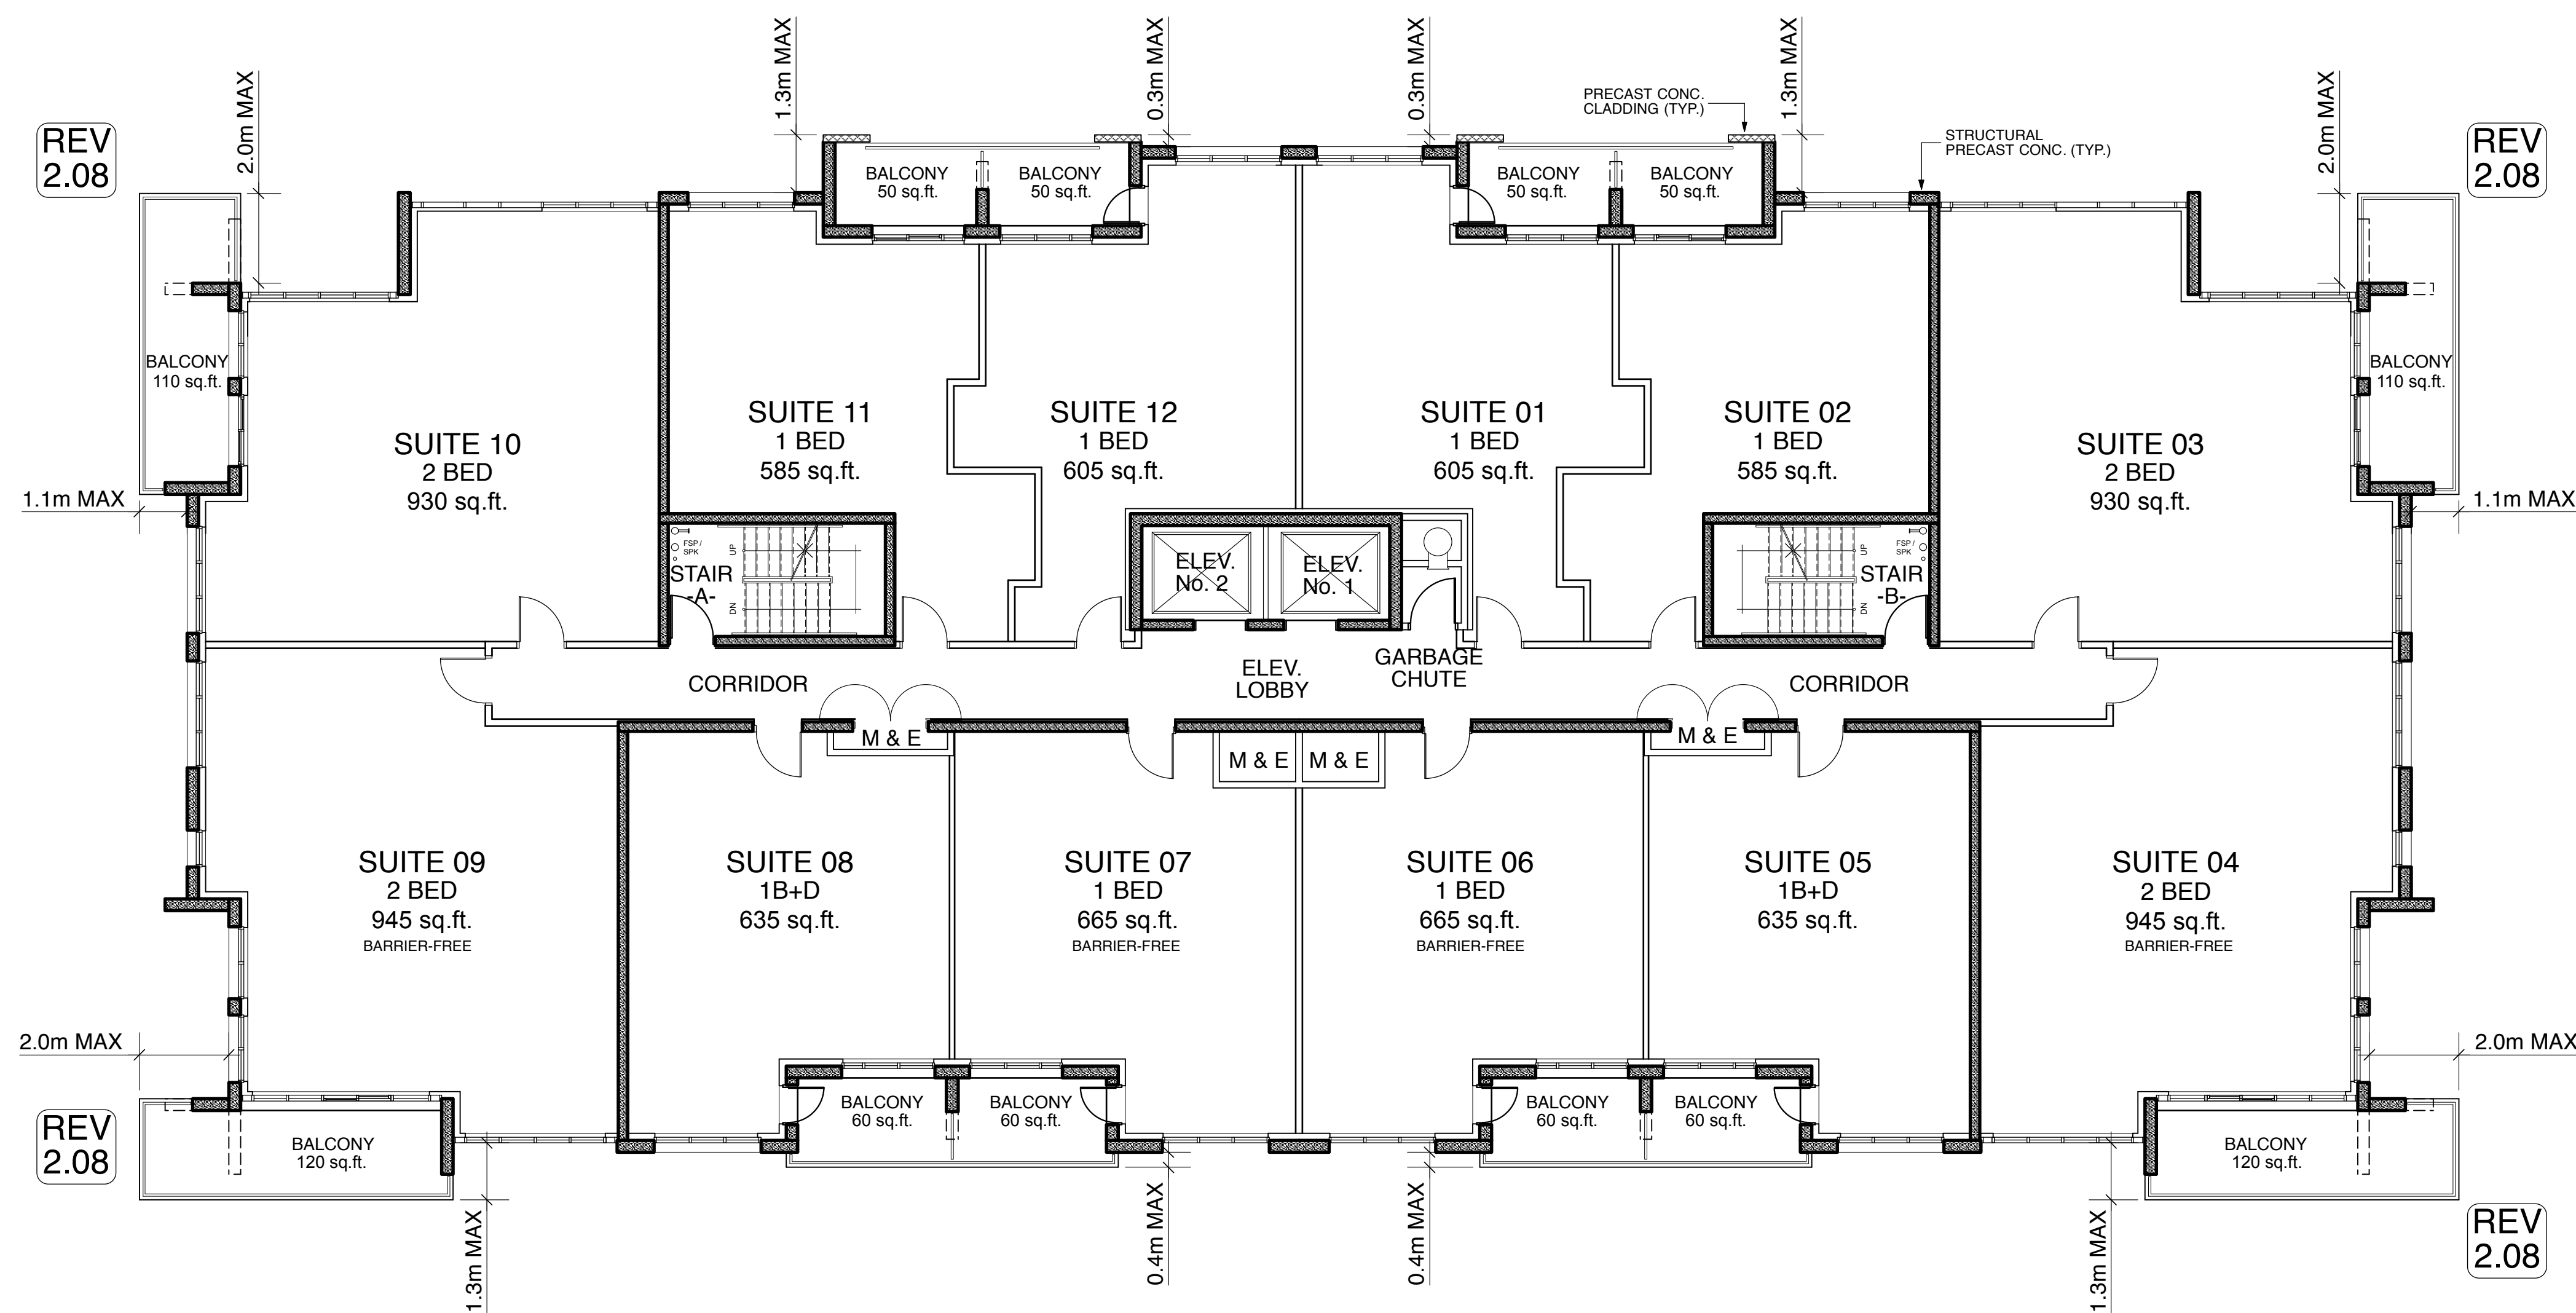 1.3m MAX
0.3m MAX
0.3m MAX
1.3m MAX
2.0m MAX
2.0m MAX
PRECAST CONC.
CLADDING (TYP.)
STRUCTURAL
PRECAST CONC. (TYP.)
REV
2.08
REV
2.08
BALCONY
50 sq.ft.
BALCONY
50 sq.ft.
BALCONY
50 sq.ft.
BALCONY
50 sq.ft.
BALCONY
110 sq.ft.
BALCONY
110 sq.ft.
SUITE 10
2 BED
930 sq.ft.
SUITE 11
1 BED
585 sq.ft.
SUITE 12
1 BED
605 sq.ft.
SUITE 01
1 BED
605 sq.ft.
SUITE 02
1 BED
585 sq.ft.
SUITE 03
2 BED
930 sq.ft.
1.1m MAX
1.1m MAX
FSP /
SPK
UP
STAIR
-A-
DN
ELEV.
No. 2
ELEV.
No. 1
UP
FSP /
SPK
STAIR
-B-
DN
CORRIDOR
ELEV.
LOBBY
GARBAGE
CHUTE
CORRIDOR
M & E
M & E
M & E
M & E
SUITE 09
2 BED
945 sq.ft.
BARRIER-FREE
SUITE 08
1B+D
635 sq.ft.
SUITE 07
1 BED
665 sq.ft.
BARRIER-FREE
SUITE 06
1 BED
665 sq.ft.
BARRIER-FREE
SUITE 05
1B+D
635 sq.ft.
SUITE 04
2 BED
945 sq.ft.
BARRIER-FREE
2.0m MAX
2.0m MAX
BALCONY
60 sq.ft.
BALCONY
60 sq.ft.
BALCONY
60 sq.ft.
BALCONY
60 sq.ft.
REV
2.08
BALCONY
120 sq.ft.
BALCONY
120 sq.ft.
1.3m MAX
0.4m MAX
0.4m MAX
1.3m MAX
REV
2.08